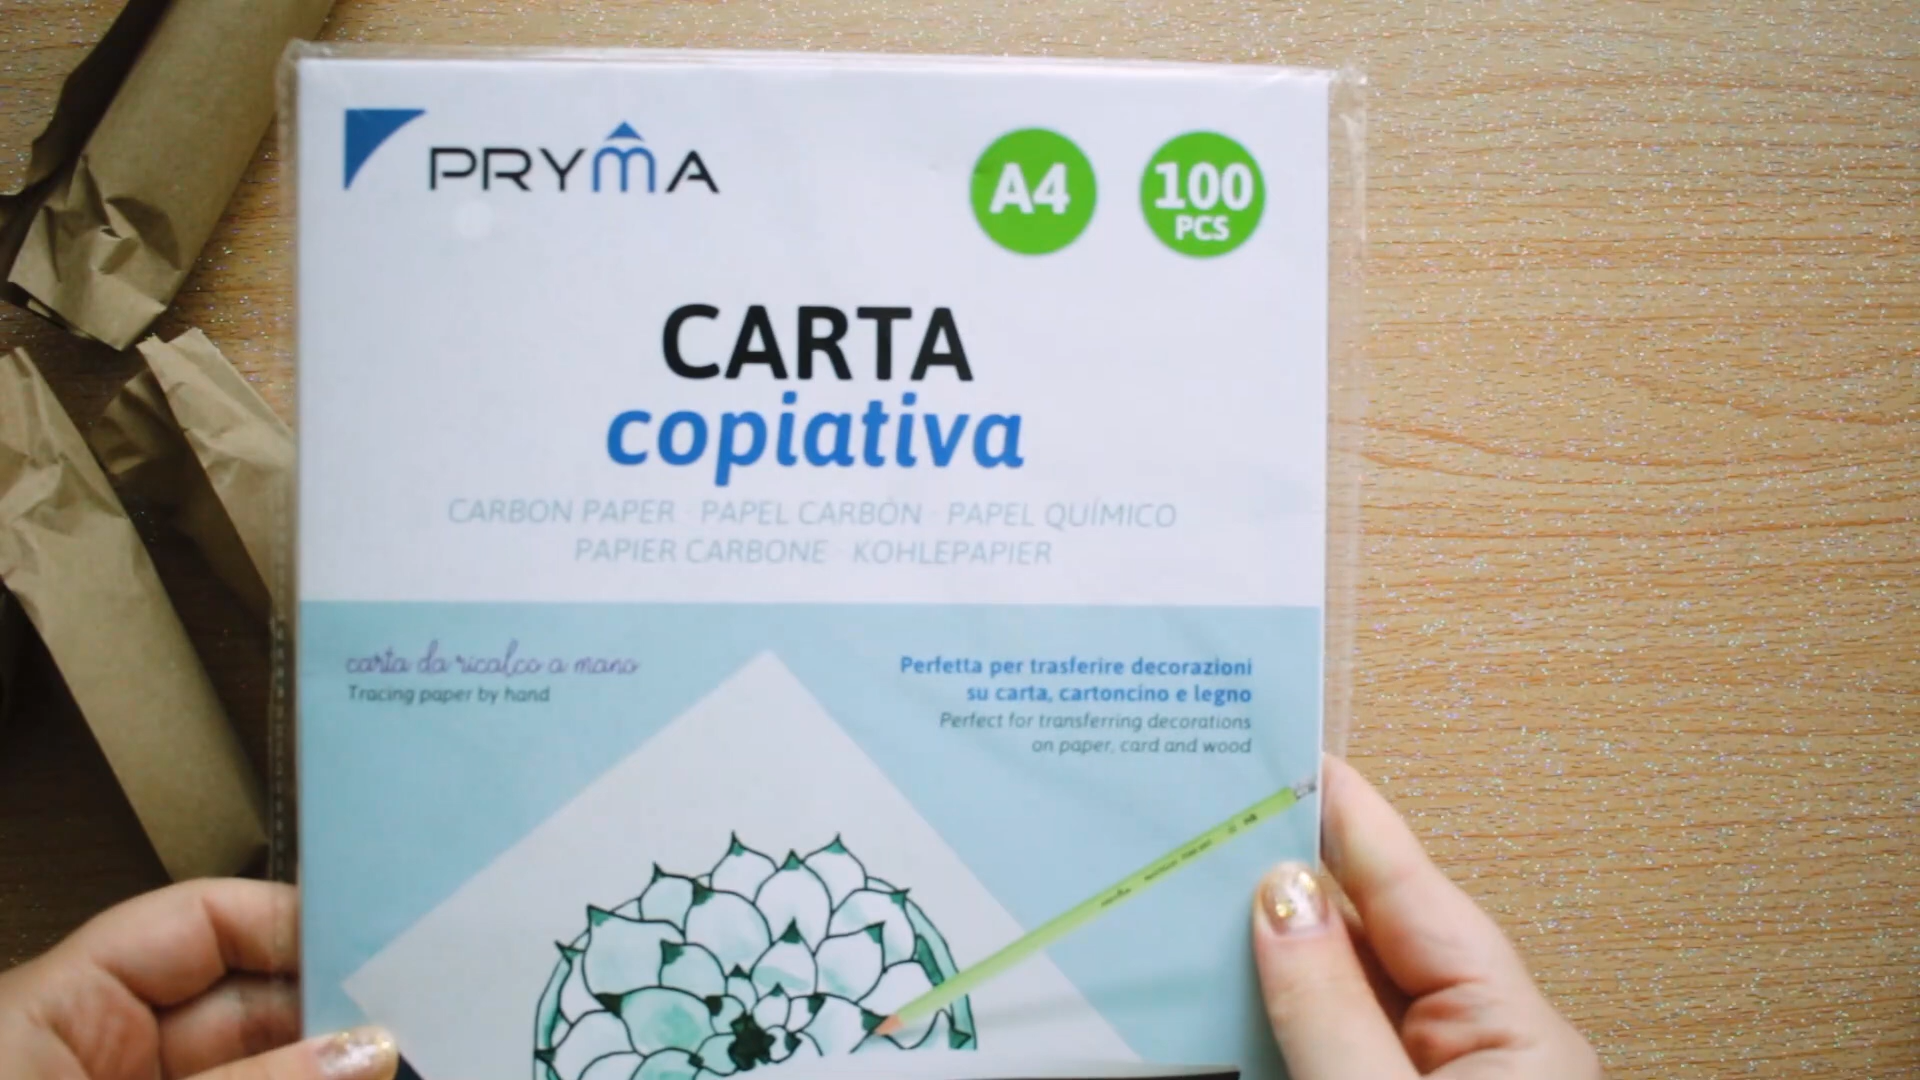 PRYMA
A4
100
PCS
CARTA
copiativa
CARBON PAPER · PAPEL CARBÓN · PAPEL QUÍMICO
PAPIER CARBONE · KOHLEPAPIER
carta da ricalco a mano
Tracing paper by hand
Perfetta per trasferire decorazioni
su carta, cartoncino e legno
Perfect for transferring decorations
on paper, card and wood